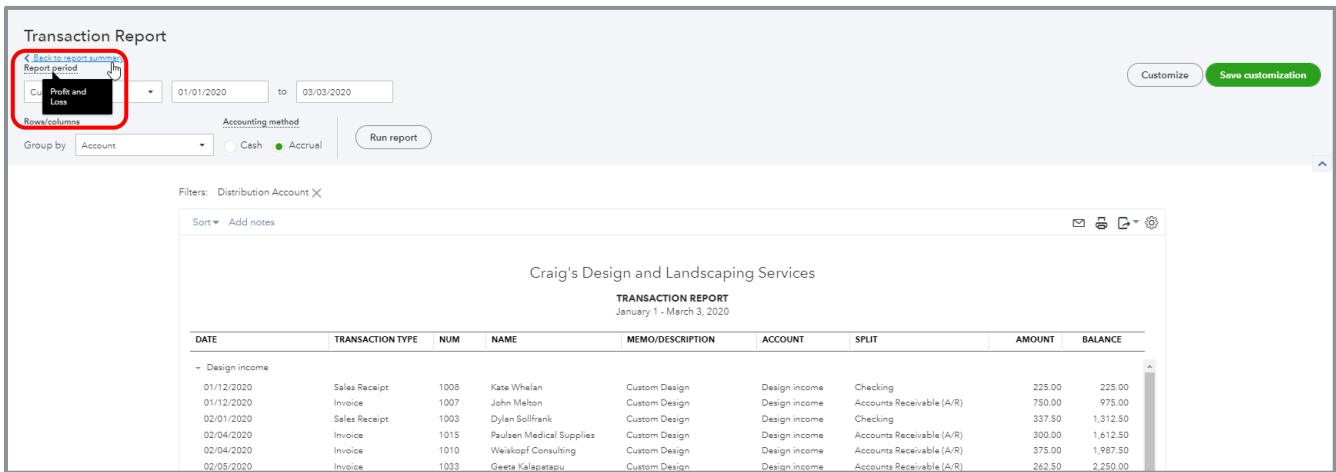 Transaction Report
Back to report summary
Report period
Cu
Profit and
Loss
01/01/2020 to 03/03/2020
Customize Save customization
Rows/columns Accounting method
Group by Account Cash Accrual Run report
Filters: Distribution Account
Sort Add notes
Craig's Design and Landscaping Services
TRANSACTION REPORT
January 1 - March 3, 2020
DATE TRANSACTION TYPE NUM NAME MEMO/DESCRIPTION ACCOUNT SPLIT AMOUNT BALANCE
Design income
01/12/2020 Sales Receipt 1008 Kate Whelan Custom Design Design income Checking 225.00 225.00
01/12/2020 Invoice 1007 John Melton Custom Design Design income Accounts Receivable (A/R) 750.00 975.00
02/01/2020 Sales Receipt 1003 Dylan Sollfrank Custom Design Design income Checking 337.50 1,312.50
02/04/2020 Invoice 1015 Paulsen Medical Supplies Custom Design Design income Accounts Receivable (A/R) 300.00 1,612.50
02/04/2020 Invoice 1010 Weiskopf Consulting Custom Design Design income Accounts Receivable (A/R) 375.00 1,987.50
02/05/2020 Invoice 1033 Geeta Kalapatapu Custom Design Design income Accounts Receivable (A/R) 262.50 2,250.00